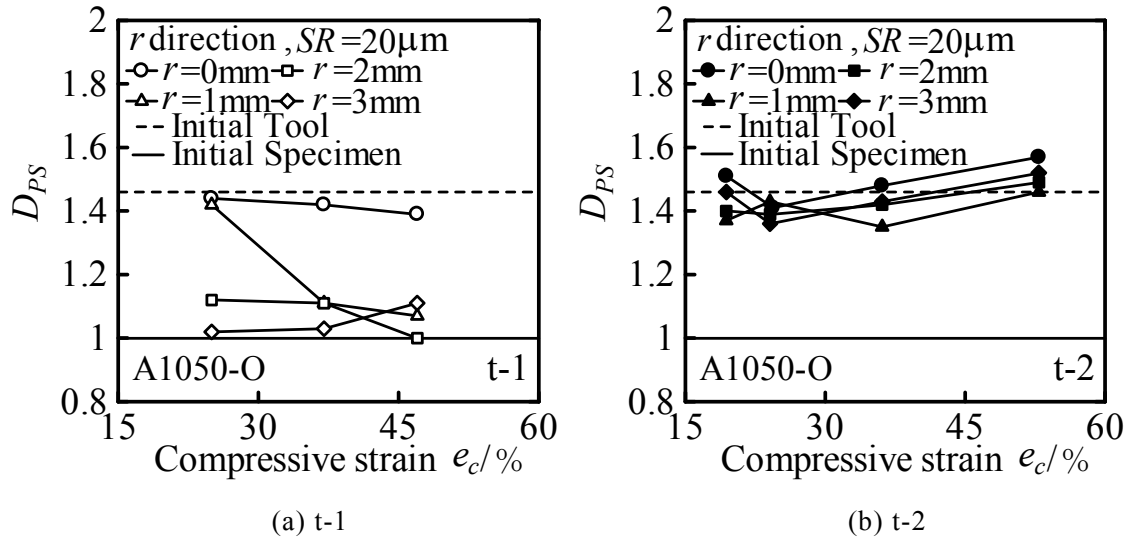 2
1.8
1.6
1.4
1.2
1
0.8
D_PS
r direction , SR =20μm
r =0mm r =2mm
r =1mm r =3mm
Initial Tool
Initial Specimen
A1050-O t-1
15 30 45 60
Compressive strain e_c/%
(a) t-1
2
1.8
1.6
1.4
1.2
1
0.8
D_PS
r direction , SR =20μm
r =0mm r =2mm
r =1mm r =3mm
Initial Tool
Initial Specimen
A1050-O t-2
15 30 45 60
Compressive strain e_c/%
(b) t-2